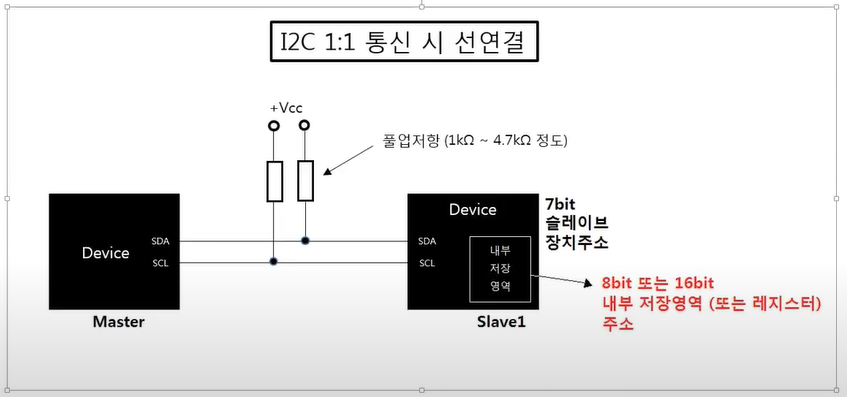 I2C 1:1 통신 시 선연결
+Vcc
풀업저항 (1kΩ ~ 4.7kΩ 정도)
Device
SDA
SCL
Master
Device
SDA
SCL
내부
저장
영역
Slave1
7bit
슬레이브
장치주소
8bit 또는 16bit
내부 저장영역 (또는 레지스터)
주소